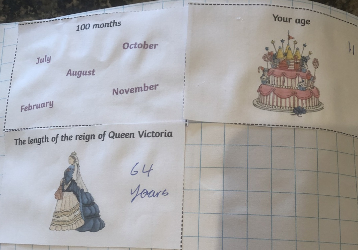 100 months
October
July
August
November
February
Your age
The length of the reign of Queen Victoria
64
years